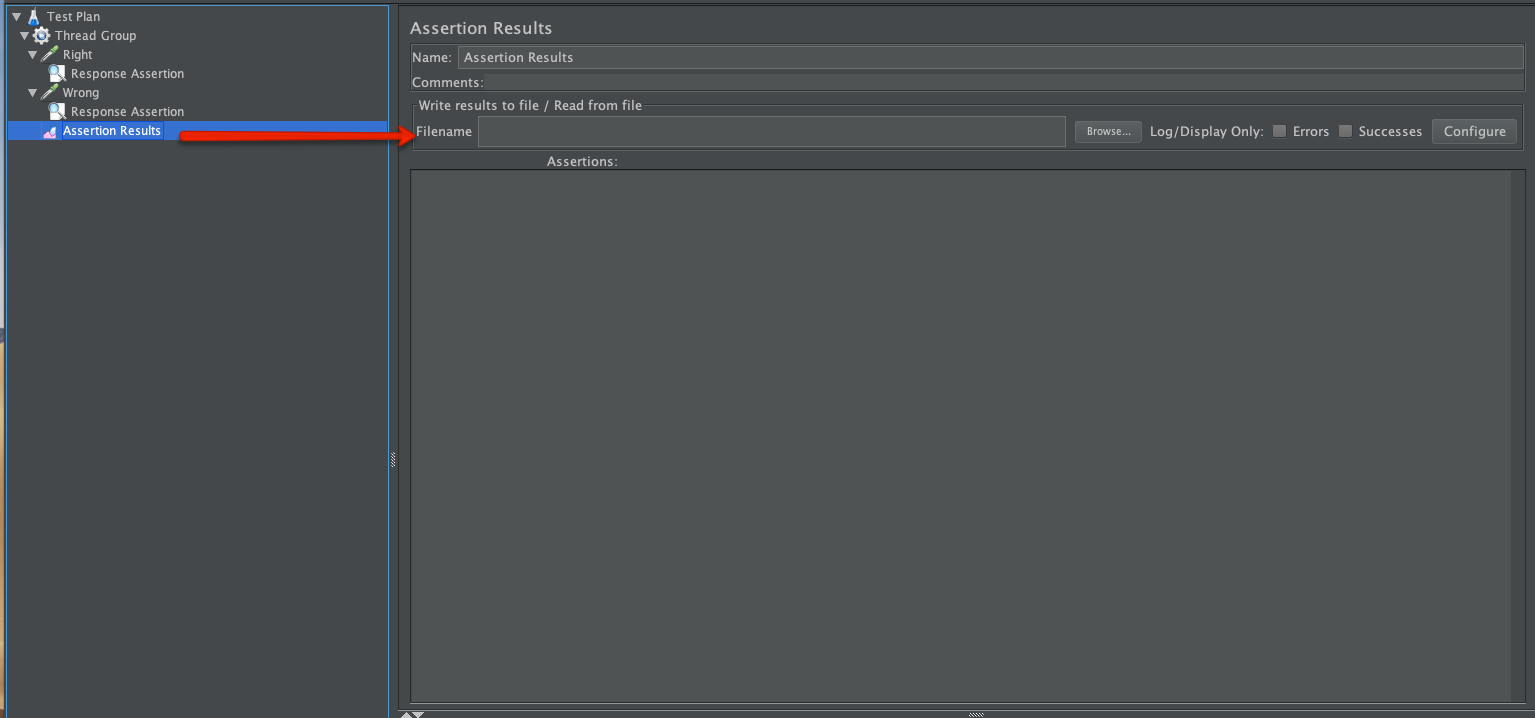 Test Plan
Thread Group
Right
Response Assertion
Wrong
Response Assertion
Assertion Results
Assertion Results
Name: Assertion Results
Comments:
Write results to file / Read from file
Filename Browse... Log/Display Only: Errors Successes Configure
Assertions: